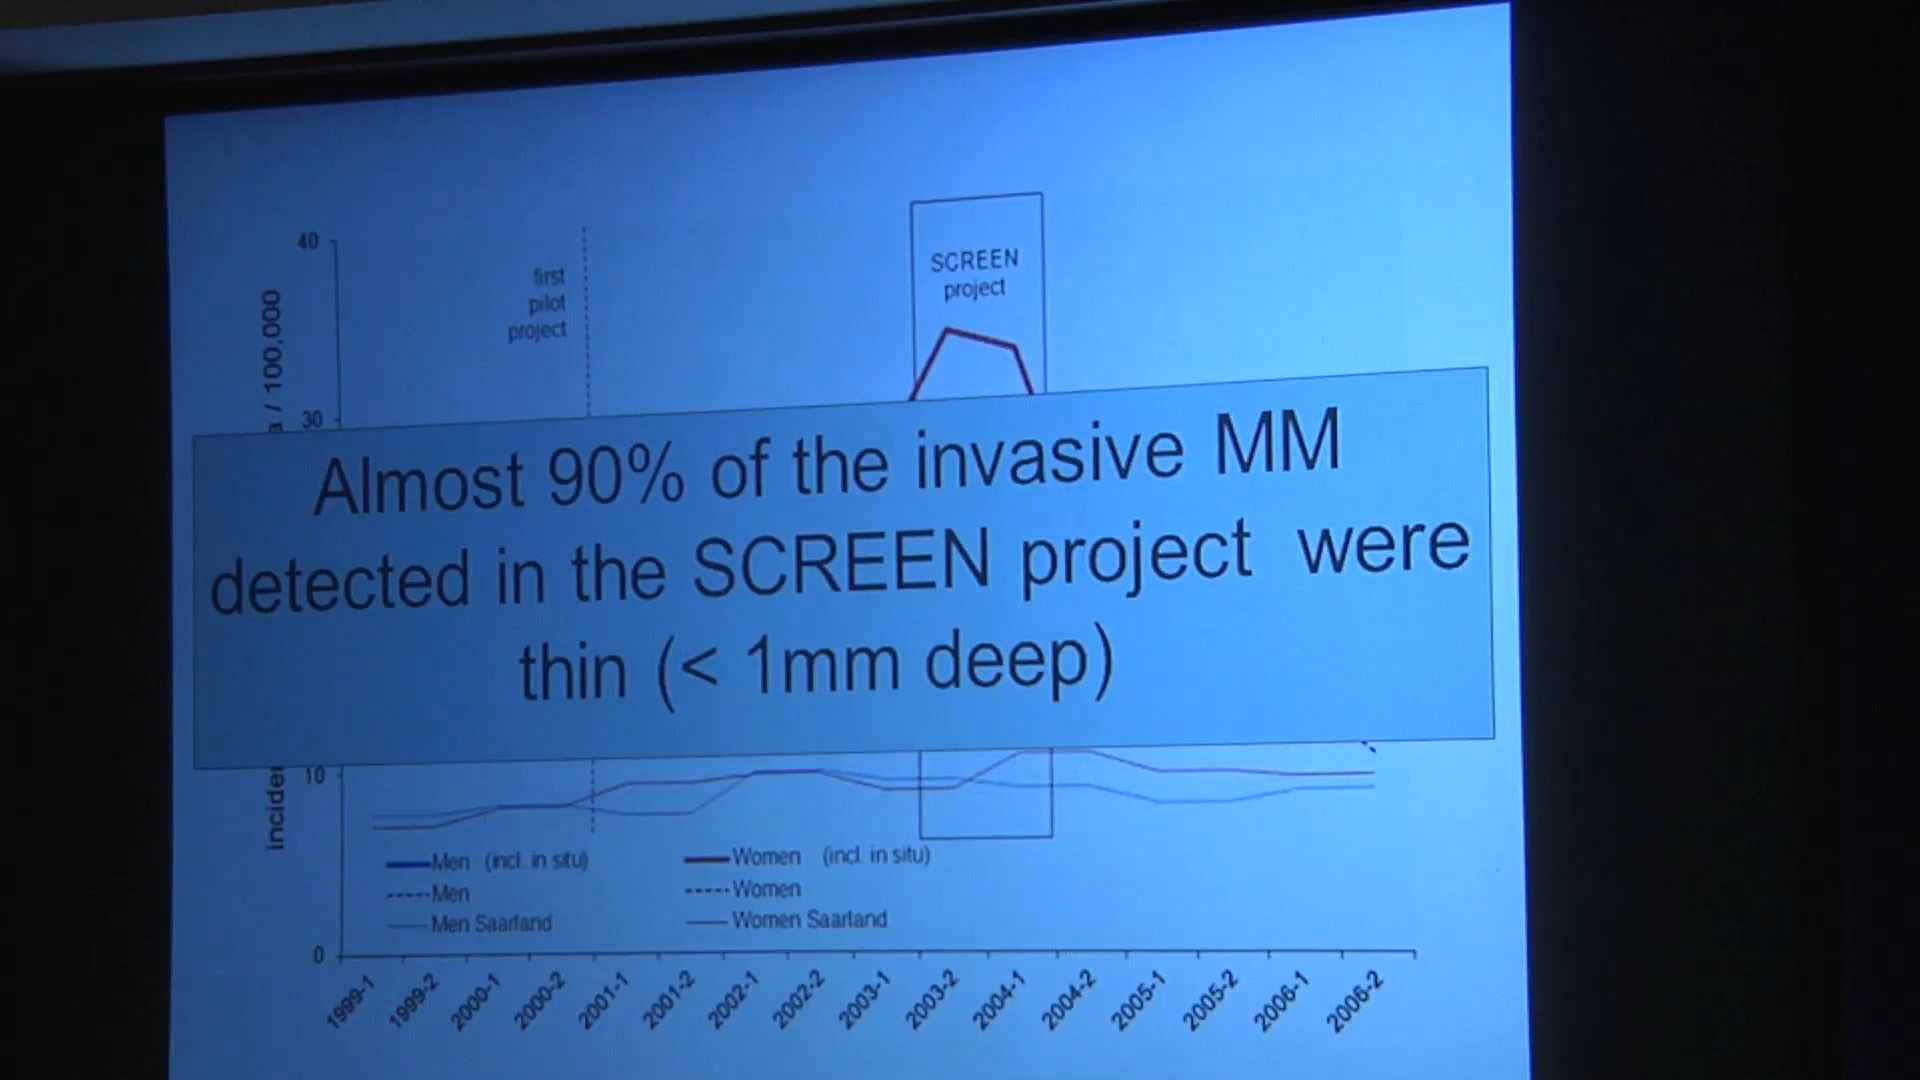 40
first
pilot
project
SCREEN
project
/ 100,000
30
Almost 90% of the invasive MM
detected in the SCREEN project were
thin (< 1mm deep)
10
Men (incl. in situ)
Women (incl. in situ)
Men
Women
Men Saarland
Women Saarland
0
1999-1
1999-2
2000-1
2000-2
2001-1
2001-2
2002-1
2002-2
2003-1
2003-2
2004-1
2004-2
2005-1
2005-2
2006-1
2006-2